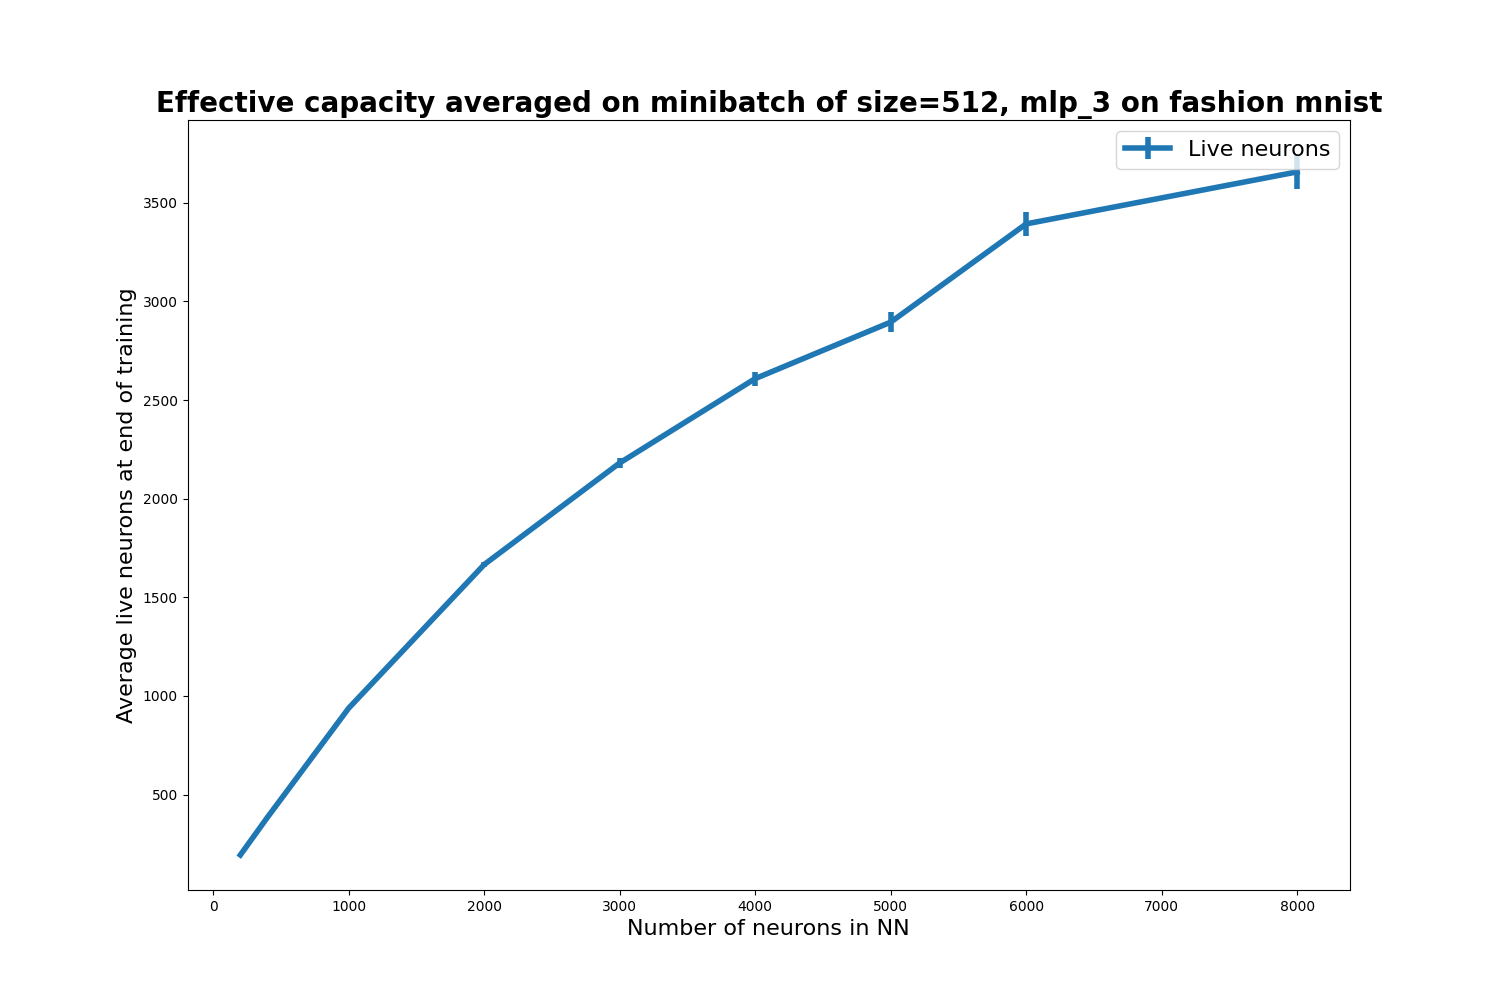 Effective capacity averaged on minibatch of size=512, mlp_3 on fashion mnist
Live neurons
Average live neurons at end of training
3500
3000
2500
2000
1500
1000
500
0 1000 2000 3000 4000 5000 6000 7000 8000
Number of neurons in NN